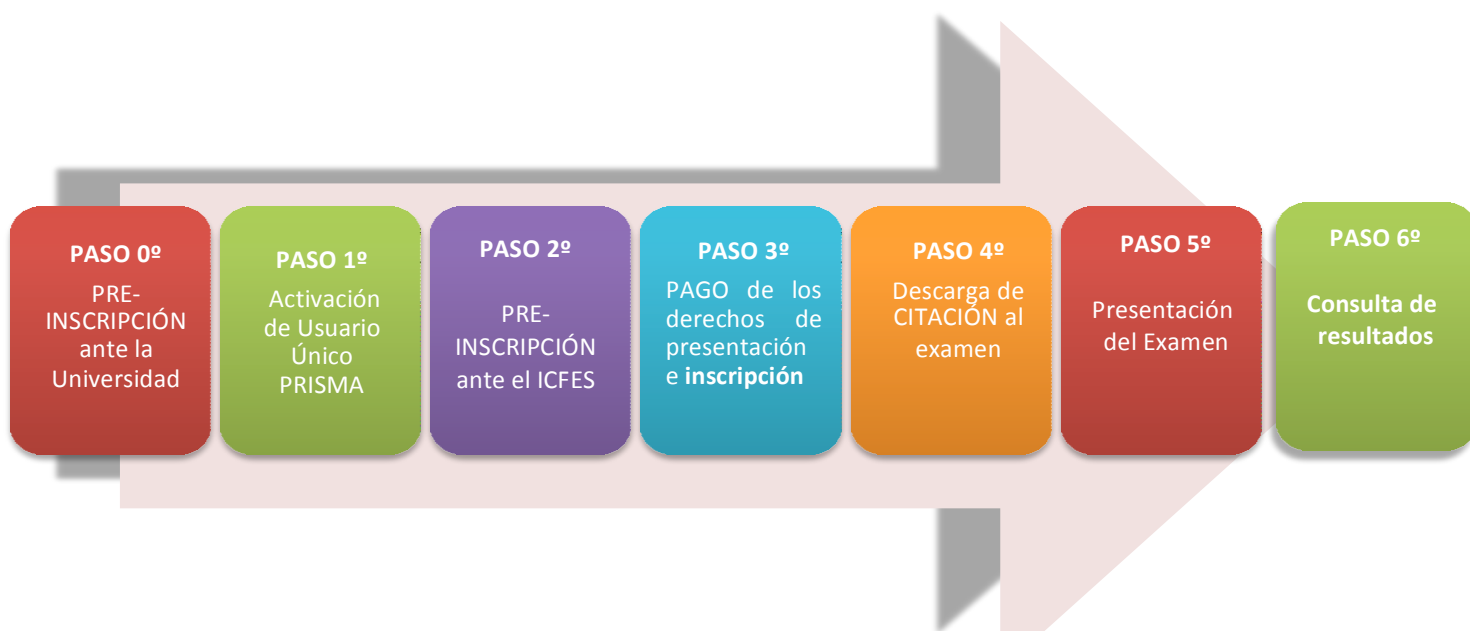 PASO 0º
PRE-
INSCRIPCIÓN
ante la
Universidad
PASO 1º
Activación
de Usuario
Único
PRISMA
PASO 2º
PRE-
INSCRIPCIÓN
ante el ICFES
PASO 3º
PAGO de los
derechos de
presentación
e inscripción
PASO 4º
Descarga de
CITACIÓN al
examen
PASO 5º
Presentación
del Examen
PASO 6º
Consulta de
resultados